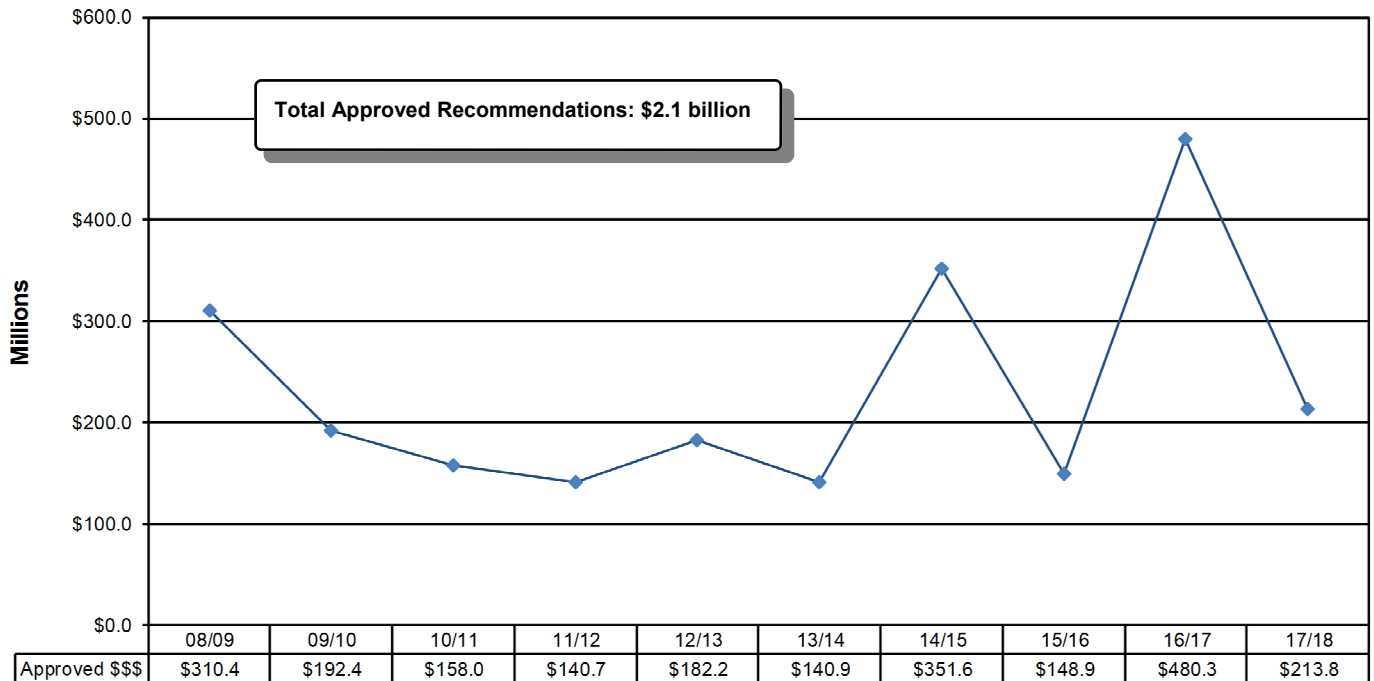 $600.0
Total Approved Recommendations: $2.1 billion
$500.0
$400.0
Millions
$300.0
$200.0
$100.0
$0.0
08/09 09/10 10/11 11/12 12/13 13/14 14/15 15/16 16/17 17/18
Approved $$$ $310.4 $192.4 $158.0 $140.7 $182.2 $140.9 $351.6 $148.9 $480.3 $213.8